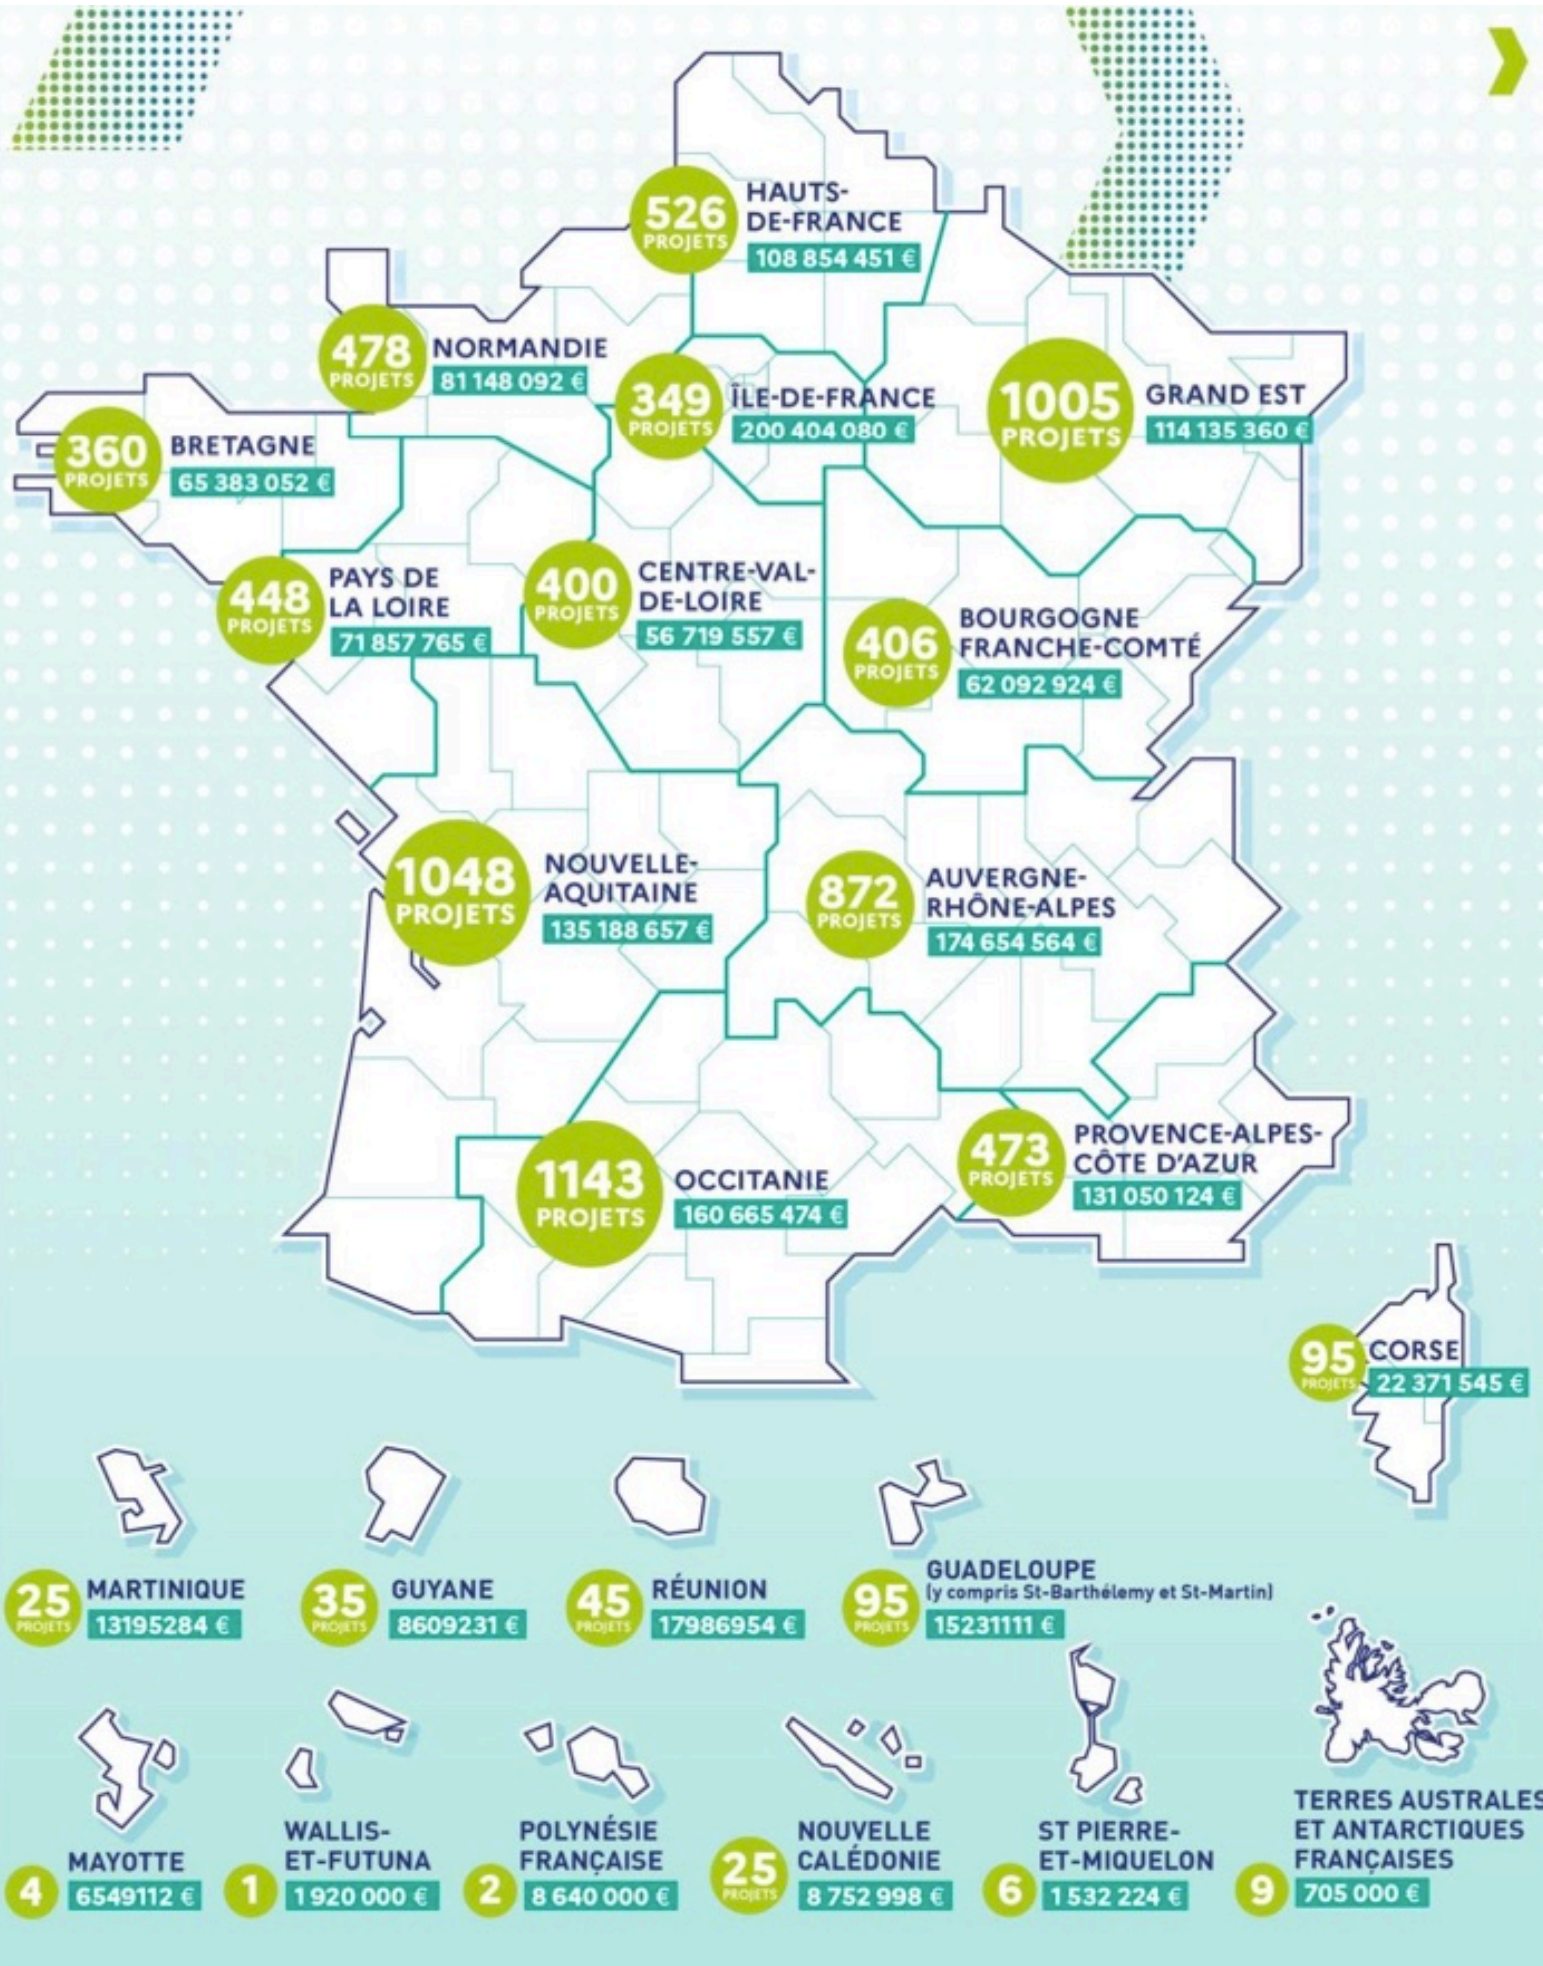 526
PROJETS
HAUTS-
DE-FRANCE
108 854 451 €
478
PROJETS
NORMANDIE
81 148 092 €
349
PROJETS
ÎLE-DE-FRANCE
200 404 080 €
1005
PROJETS
GRAND EST
114 135 360 €
360
PROJETS
BRETAGNE
65 383 052 €
448
PROJETS
PAYS DE
LA LOIRE
71 857 765 €
400
PROJETS
CENTRE-VAL-
DE-LOIRE
56 719 557 €
406
PROJETS
BOURGOGNE
FRANCHE-COMTÉ
62 092 924 €
1048
PROJETS
NOUVELLE-
AQUITAINE
135 188 657 €
872
PROJETS
AUVERGNE-
RHÔNE-ALPES
174 654 564 €
1143
PROJETS
OCCITANIE
160 665 474 €
473
PROJETS
PROVENCE-ALPES-
CÔTE D'AZUR
131 050 124 €
95
PROJETS
CORSE
22 371 545 €
25
PROJETS
MARTINIQUE
13195284 €
35
PROJETS
GUYANE
8609231 €
45
PROJETS
RÉUNION
17986954 €
95
PROJETS
GUADELOUPE
(y compris St-Barthélemy et St-Martin)
15231111 €
4
MAYOTTE
6549112 €
1
WALLIS-
ET-FUTUNA
1 920 000 €
2
POLYNÉSIE
FRANÇAISE
8 640 000 €
25
PROJETS
NOUVELLE
CALÉDONIE
8 752 998 €
6
ST PIERRE-
ET-MIQUELON
1 532 224 €
9
TERRES AUSTRALES
ET ANTARCTIQUES
FRANÇAISES
705 000 €